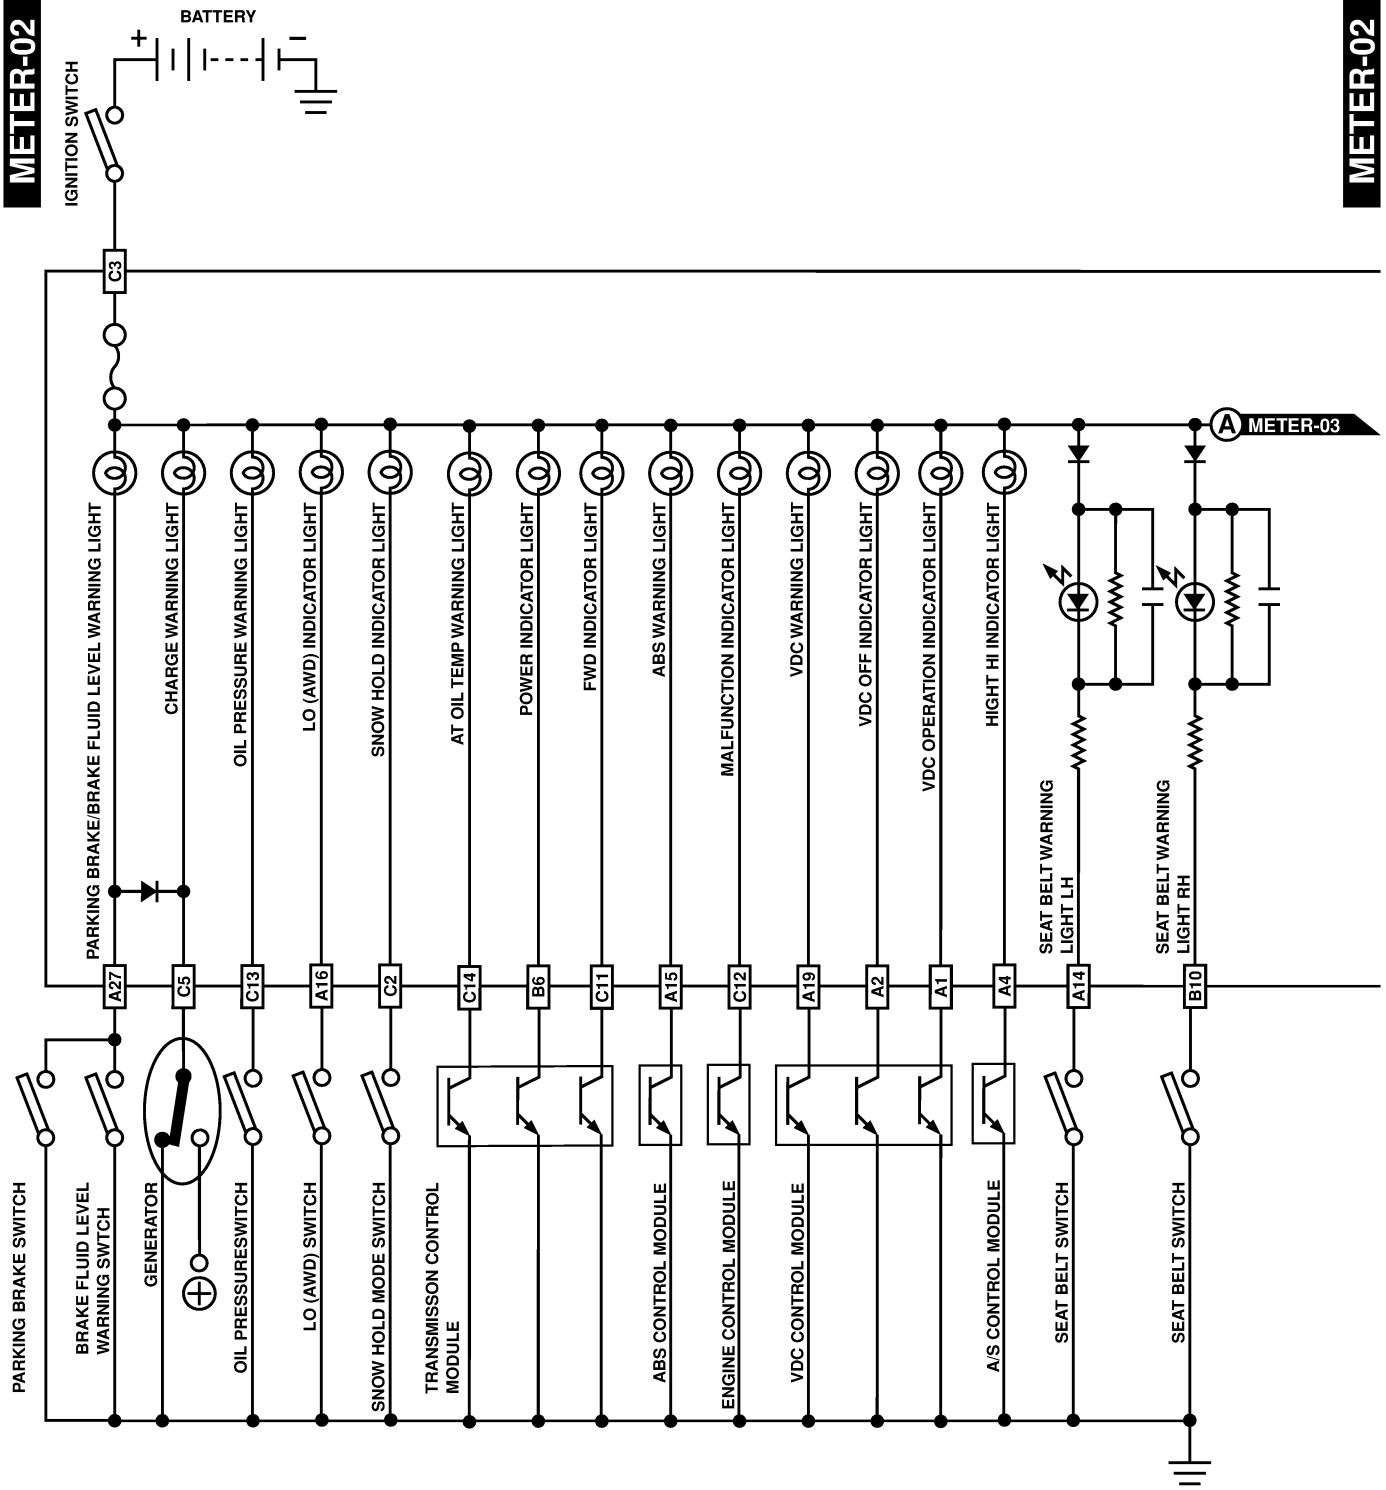 METER-02
METER-02
BATTERY
+
−
IGNITION SWITCH
C3
A
METER-03
PARKING BRAKE/BRAKE FLUID LEVEL WARNING LIGHT
CHARGE WARNING LIGHT
OIL PRESSURE WARNING LIGHT
LO (AWD) INDICATOR LIGHT
SNOW HOLD INDICATOR LIGHT
AT OIL TEMP WARNING LIGHT
POWER INDICATOR LIGHT
FWD INDICATOR LIGHT
ABS WARNING LIGHT
MALFUNCTION INDICATOR LIGHT
VDC WARNING LIGHT
VDC OFF INDICATOR LIGHT
VDC OPERATION INDICATOR LIGHT
HIGHT HI INDICATOR LIGHT
SEAT BELT WARNING
LIGHT LH
SEAT BELT WARNING
LIGHT RH
A27
C5
C13
A16
C2
C14
B6
C11
A15
C12
A19
A2
A1
A4
A14
B10
PARKING BRAKE SWITCH
BRAKE FLUID LEVEL
WARNING SWTCH
GENERATOR
+
OIL PRESSURESWITCH
LO (AWD) SWITCH
SNOW HOLD MODE SWITCH
TRANSMISSON CONTROL
MODULE
ABS CONTROL MODULE
ENGINE CONTROL MODULE
VDC CONTROL MODULE
A/S CONTROL MODULE
SEAT BELT SWITCH
SEAT BELT SWITCH